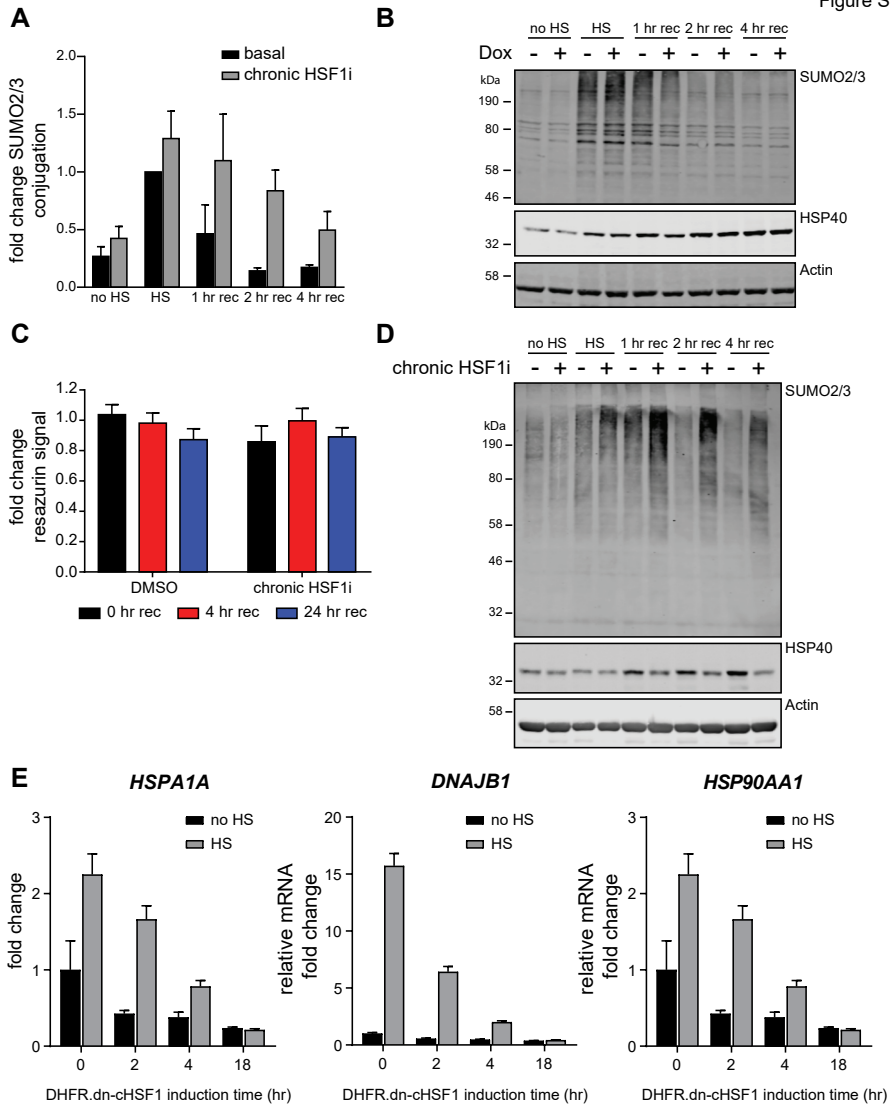 Figure S
A
basal
chronic HSF1i
fold change SUMO2/3
conjugation
2.0
1.5
1.0
0.5
0.0
no HS HS 1 hr rec 2 hr rec 4 hr rec
B
no HS HS 1 hr rec 2 hr rec 4 hr rec
Dox - + - + - + - + - +
kDa
190
80
58
46
SUMO2/3
HSP40
32
58
Actin
C
fold change
resazurin signal
1.2
1.0
0.8
0.6
0.4
0.2
0.0
DMSO chronic HSF1i
0 hr rec 4 hr rec 24 hr rec
D
no HS HS 1 hr rec 2 hr rec 4 hr rec
chronic HSF1i - + - + - + - + - +
SUMO2/3
kDa
190
80
58
46
32
HSP40
32
58
Actin
E
HSPA1A
no HS
HS
fold change
3
2
1
0
0 2 4 18
DHFR.dn-cHSF1 induction time (hr)
DNAJB1
no HS
HS
relative mRNA
fold change
20
15
10
5
0
0 2 4 18
DHFR.dn-cHSF1 induction time (hr)
HSP90AA1
no HS
HS
relative mRNA
fold change
3
2
1
0
0 2 4 18
DHFR.dn-cHSF1 induction time (hr)